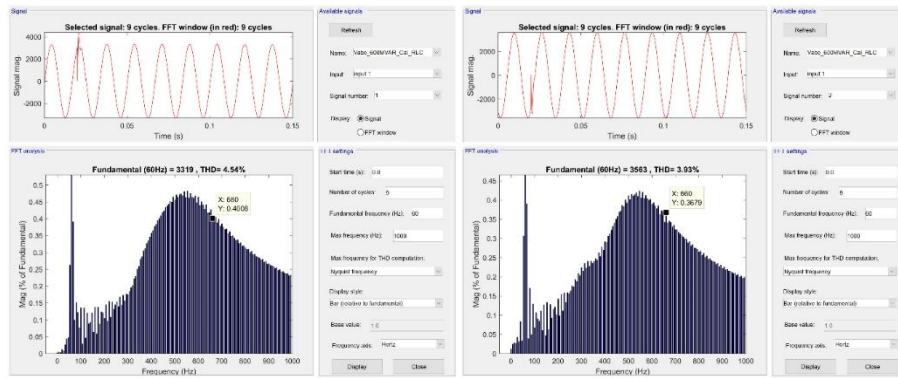 Signal
Selected signal: 9 cycles. FFT window (in red): 9 cycles
4000
2000
0
-2000
Signal mag.
0
0.05
0.1
0.15
Time (s)
Available signals
Refresh
Name:
Vabc_600MVAR_Cal_RLC
Input:
input 1
Signal number:
1
Display:
Signal
FFT window
FFT analysis
Fundamental (60Hz) = 3319 , THD= 4.54%
0.5
0.45
0.4
0.35
0.3
0.25
0.2
0.15
0.1
0.05
0
Mag (% of Fundamental)
X: 660
Y: 0.4008
0
100
200
300
400
500
600
700
800
900
1000
Frequency (Hz)
FFT settings
Start time (s):
0.0
Number of cycles:
Fundamental frequency (Hz):
60
Max frequency (Hz):
1000
Max frequency for THD computation:
Nyquist frequency
Display style:
Bar (relative to fundamental)
Base value:
1.0
Frequency axis:
Hertz
Display
Close
Signal
Selected signal: 9 cycles. FFT window (in red): 9 cycles
2000
0
-2000
Signal mag.
0
0.05
0.1
0.15
Time (s)
Available signals
Refresh
Name:
Vabc_600MVAR_Cal_RLC
Input:
input 1
Signal number:
Display:
Signal
FFT window
FFT analysis
Fundamental (60Hz) = 3563 , THD= 3.93%
0.45
0.4
0.35
0.3
0.25
0.2
0.15
0.1
0.05
0
Mag (% of Fundamental)
X: 660
Y: 0.3679
0
100
200
300
400
500
600
700
800
900
1000
Frequency (Hz)
FFT settings
Start time (s):
0.0
Number of cycles:
Fundamental frequency (Hz):
60
Max frequency (Hz):
1000
Max frequency for THD computation:
Nyquist frequency
Display style:
Bar (relative to fundamental)
Base value:
1.0
Frequency axis:
Hertz
Display
Close